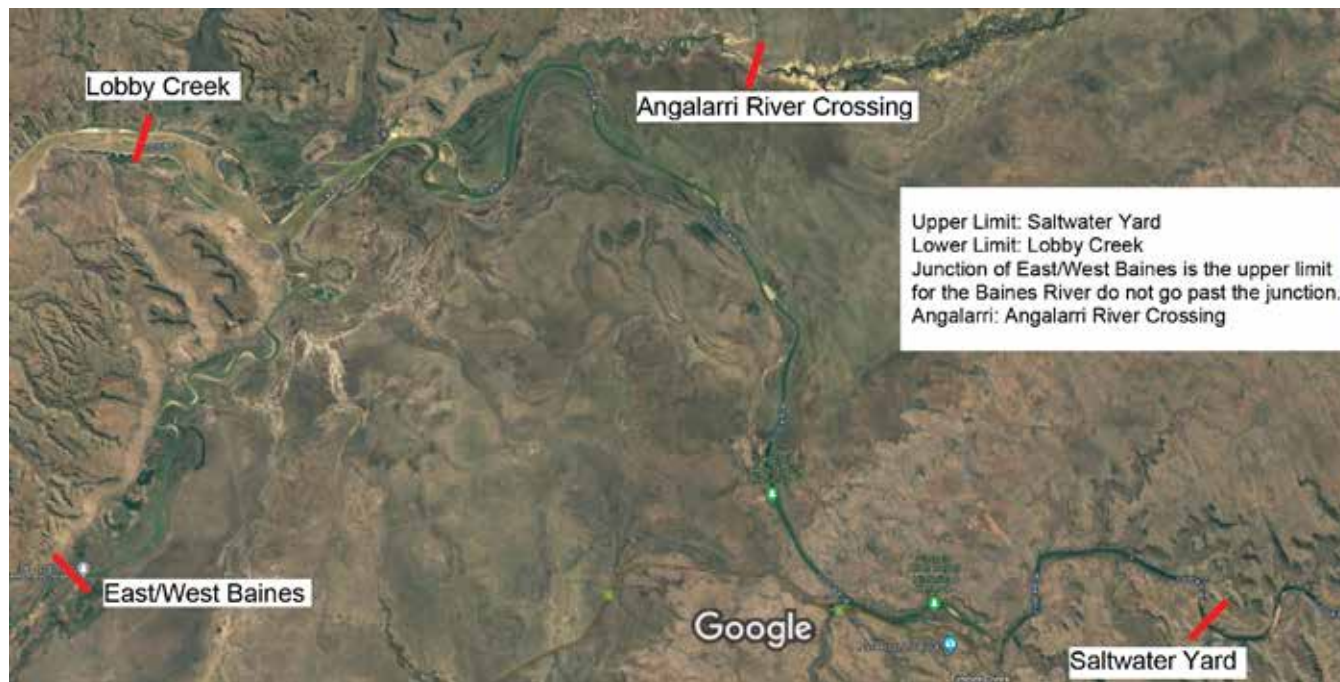 Lobby Creek
Angalarri River Crossing
Upper Limit: Saltwater Yard
Lower Limit: Lobby Creek
Junction of East/West Baines is the upper limit
for the Baines River do not go past the junction.
Angalarri: Angalarri River Crossing
East/West Baines
Google
Saltwater Yard